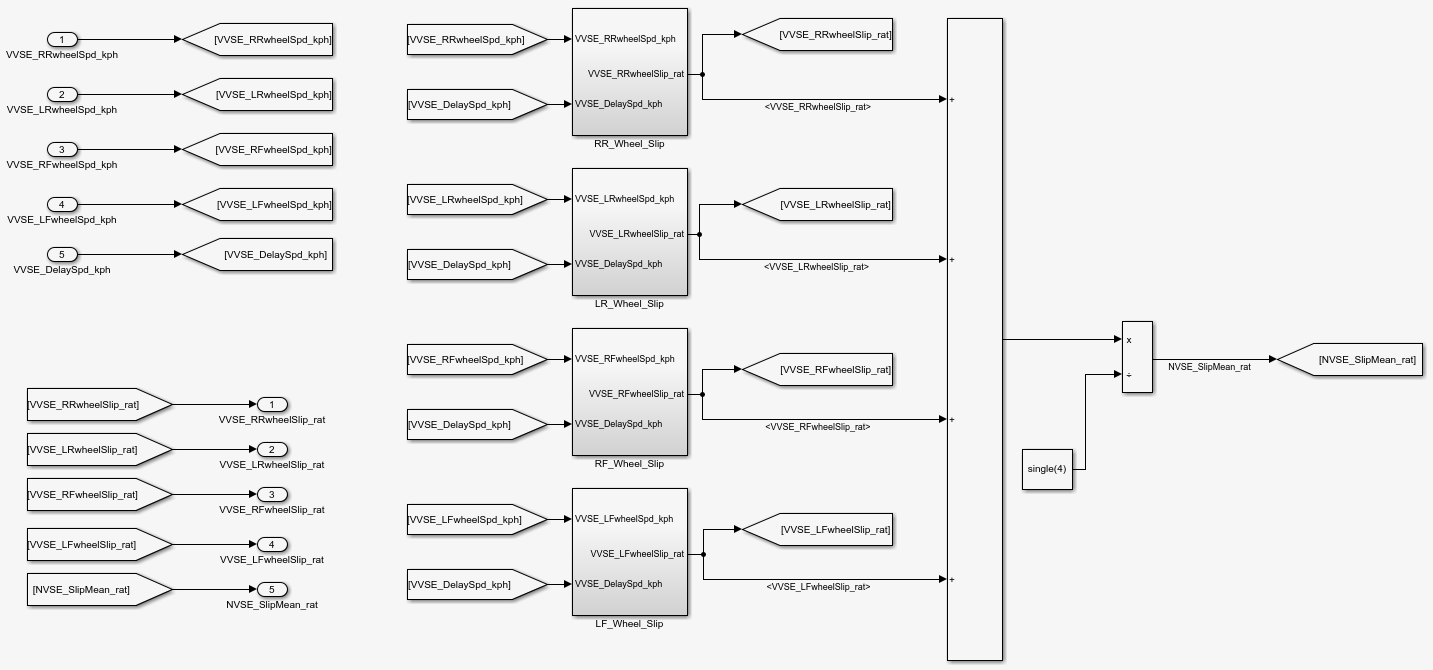 1
VVSE_RRwheelSpd_kph
[VVSE_RRwheelSpd_kph]
2
VVSE_LRwheelSpd_kph
[VVSE_LRwheelSpd_kph]
3
VVSE_RFwheelSpd_kph
[VVSE_RFwheelSpd_kph]
4
VVSE_LFwheelSpd_kph
[VVSE_LFwheelSpd_kph]
5
VVSE_DelaySpd_kph
[VVSE_DelaySpd_kph]
[VVSE_RRwheelSlip_rat]
1
VVSE_RRwheelSlip_rat
[VVSE_LRwheelSlip_rat]
2
VVSE_LRwheelSlip_rat
[VVSE_RFwheelSlip_rat]
3
VVSE_RFwheelSlip_rat
[VVSE_LFwheelSlip_rat]
4
VVSE_LFwheelSlip_rat
[NVSE_SlipMean_rat]
5
NVSE_SlipMean_rat
[VVSE_RRwheelSpd_kph]
[VVSE_DelaySpd_kph]
VVSE_RRwheelSpd_kph
VVSE_RRwheelSlip_rat
VVSE_DelaySpd_kph
RR_Wheel_Slip
[VVSE_RRwheelSlip_rat]
<VVSE_RRwheelSlip_rat>
[VVSE_LRwheelSpd_kph]
[VVSE_DelaySpd_kph]
VVSE_LRwheelSpd_kph
VVSE_LRwheelSlip_rat
VVSE_DelaySpd_kph
LR_Wheel_Slip
[VVSE_LRwheelSlip_rat]
<VVSE_LRwheelSlip_rat>
[VVSE_RFwheelSpd_kph]
[VVSE_DelaySpd_kph]
VVSE_RFwheelSpd_kph
VVSE_RFwheelSlip_rat
VVSE_DelaySpd_kph
RF_Wheel_Slip
[VVSE_RFwheelSlip_rat]
<VVSE_RFwheelSlip_rat>
[VVSE_LFwheelSpd_kph]
[VVSE_DelaySpd_kph]
VVSE_LFwheelSpd_kph
VVSE_LFwheelSlip_rat
VVSE_DelaySpd_kph
LF_Wheel_Slip
[VVSE_LFwheelSlip_rat]
<VVSE_LFwheelSlip_rat>
+
+
+
+
single(4)
x
÷
NVSE_SlipMean_rat
[NVSE_SlipMean_rat]